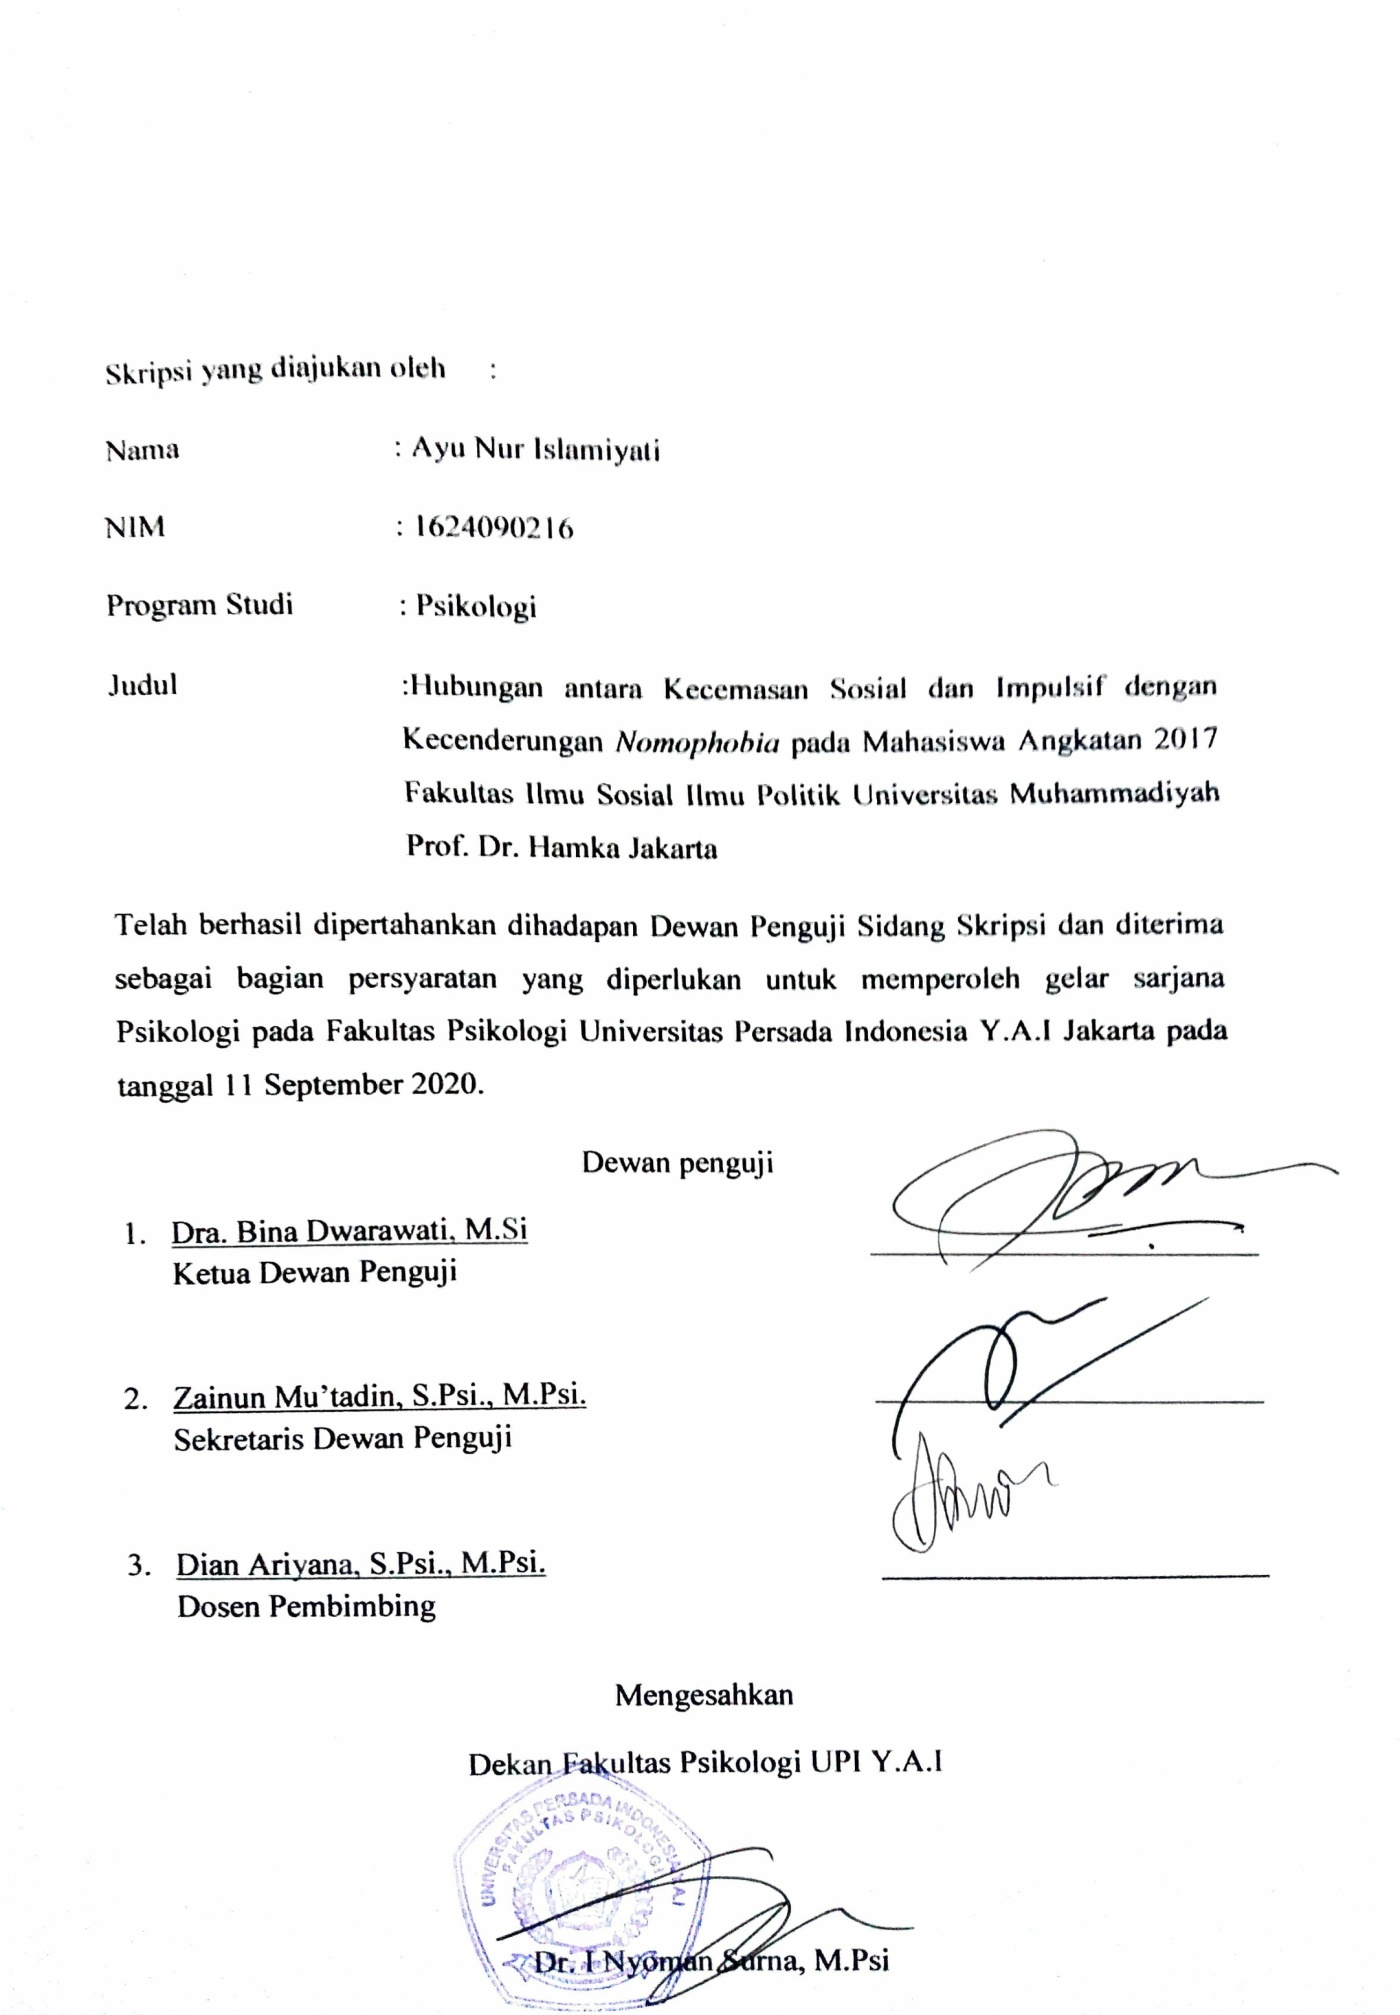 Skripsi yang diajukan oleh :
Nama : Ayu Nur Islamiyati
NIM : 1624090216
Program Studi : Psikologi
Judul :Hubungan antara Kecemasan Sosial dan Impulsif dengan
Kecenderungan Nomophobia pada Mahasiswa Angkatan 2017
Fakultas Ilmu Sosial Ilmu Politik Universitas Muhammadiyah
Prof. Dr. Hamka Jakarta
Telah berhasil dipertahankan dihadapan Dewan Penguji Sidang Skripsi dan diterima
sebagai bagian persyaratan yang diperlukan untuk memperoleh gelar sarjana
Psikologi pada Fakultas Psikologi Universitas Persada Indonesia Y.A.I Jakarta pada
tanggal 11 September 2020.
Dewan penguji
1. Dra. Bina Dwarawati, M.Si
Ketua Dewan Penguji
2. Zainun Mu'tadin, S.Psi., M.Psi.
Sekretaris Dewan Penguji
3. Dian Ariyana, S.Psi., M.Psi.
Dosen Pembimbing
Mengesahkan
Dekan Fakultas Psikologi UPI Y.A.I
UNIVERSITAS PERSADA INDONESIA Y.A.I
FAKULTAS PSIKOLOGI
Dr. I Nyoman Surna, M.Psi